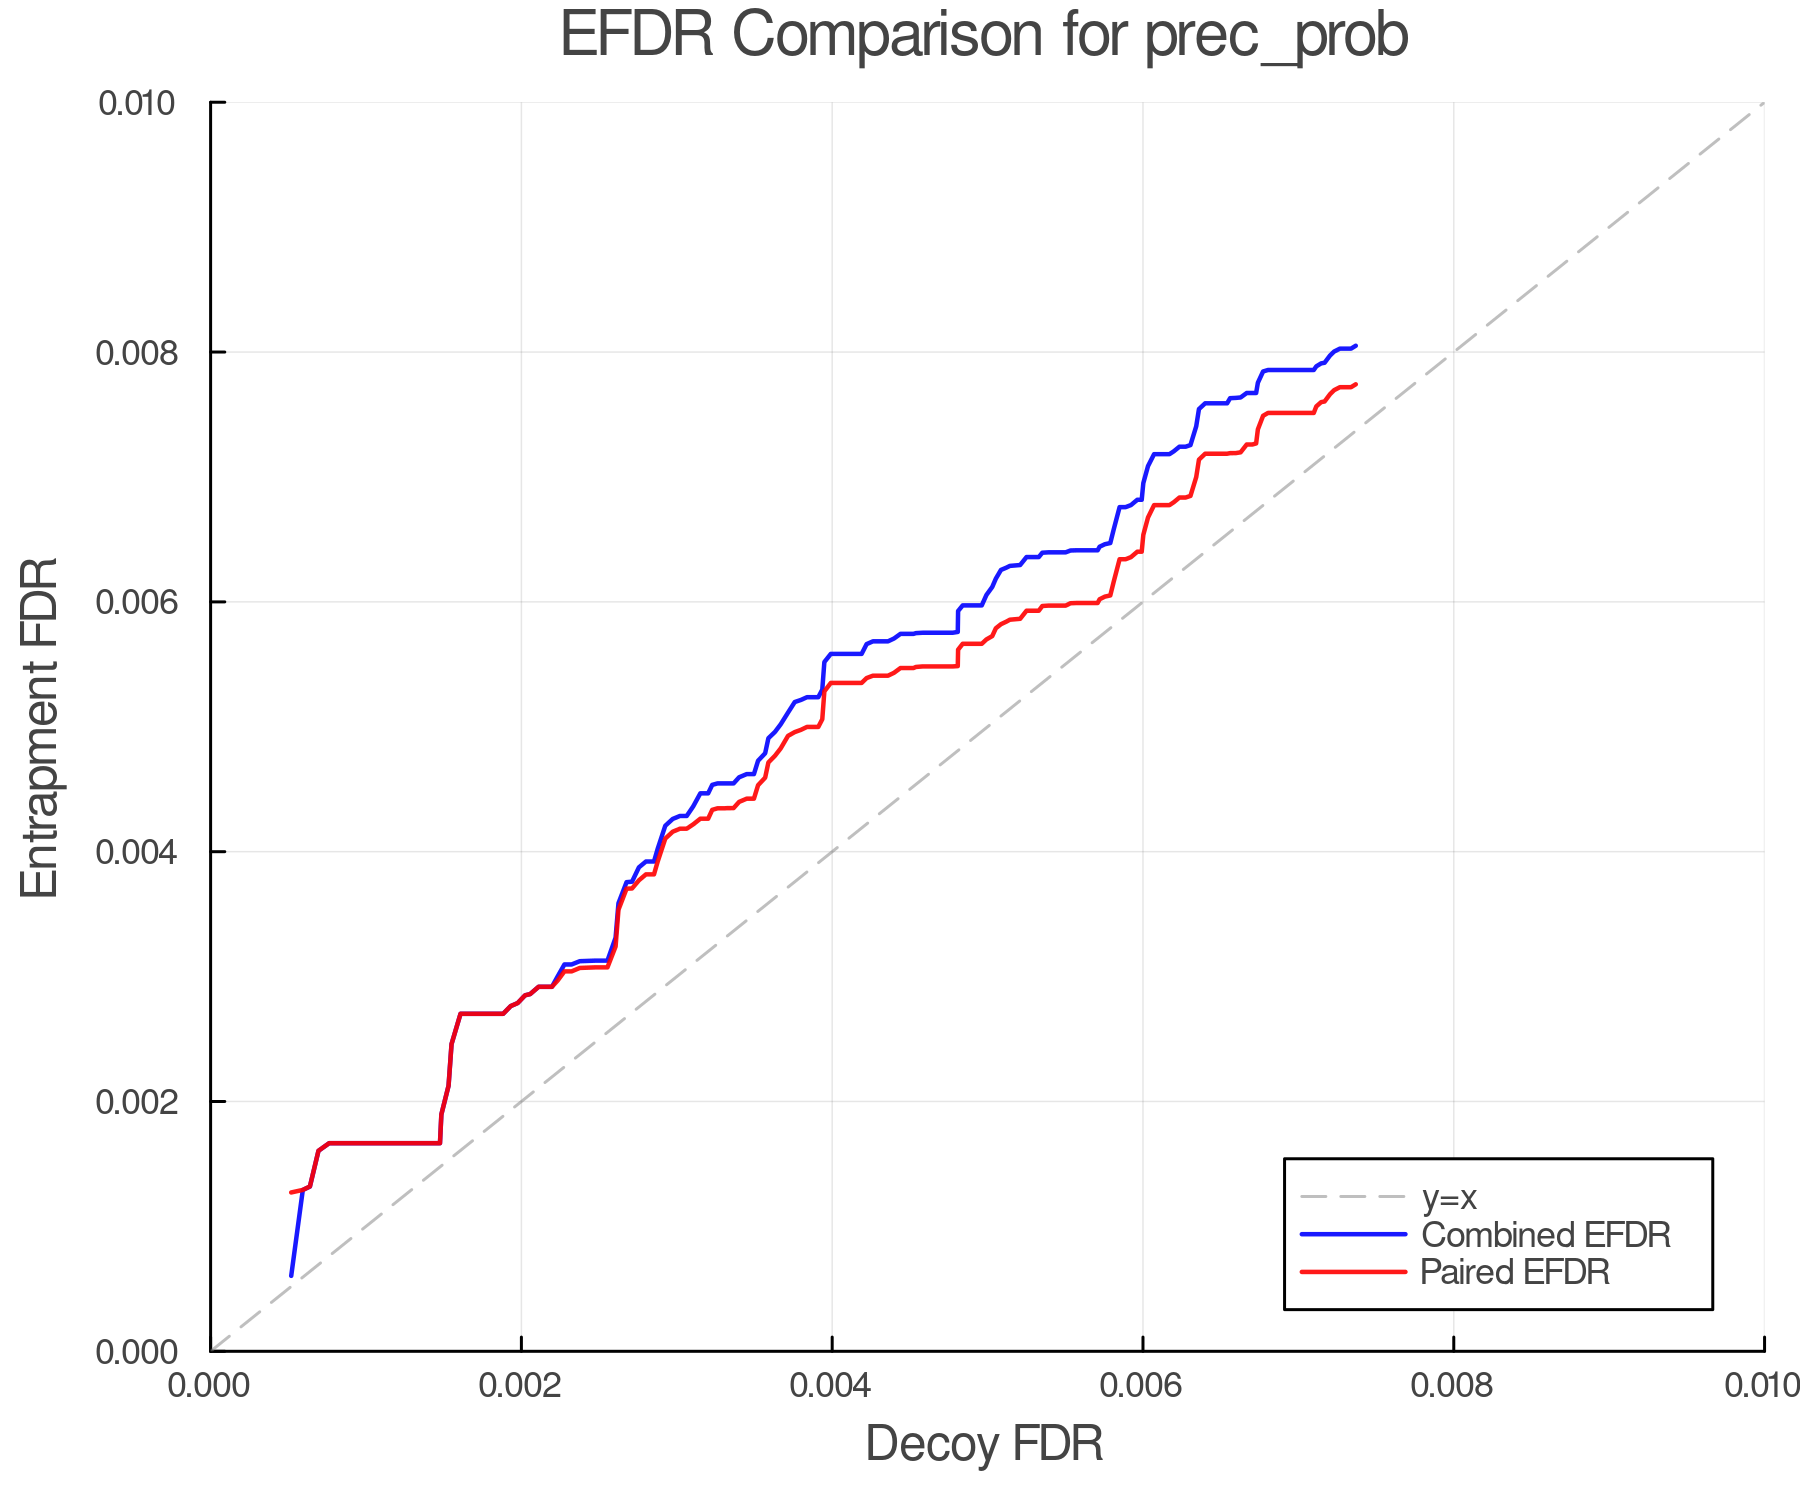 EFDR Comparison for prec_prob
0.010
0.008
0.006
0.004
0.002
0.000
Entrapment FDR
y=x
Combined EFDR
Paired EFDR
0.000 0.002 0.004 0.006 0.008 0.010
Decoy FDR